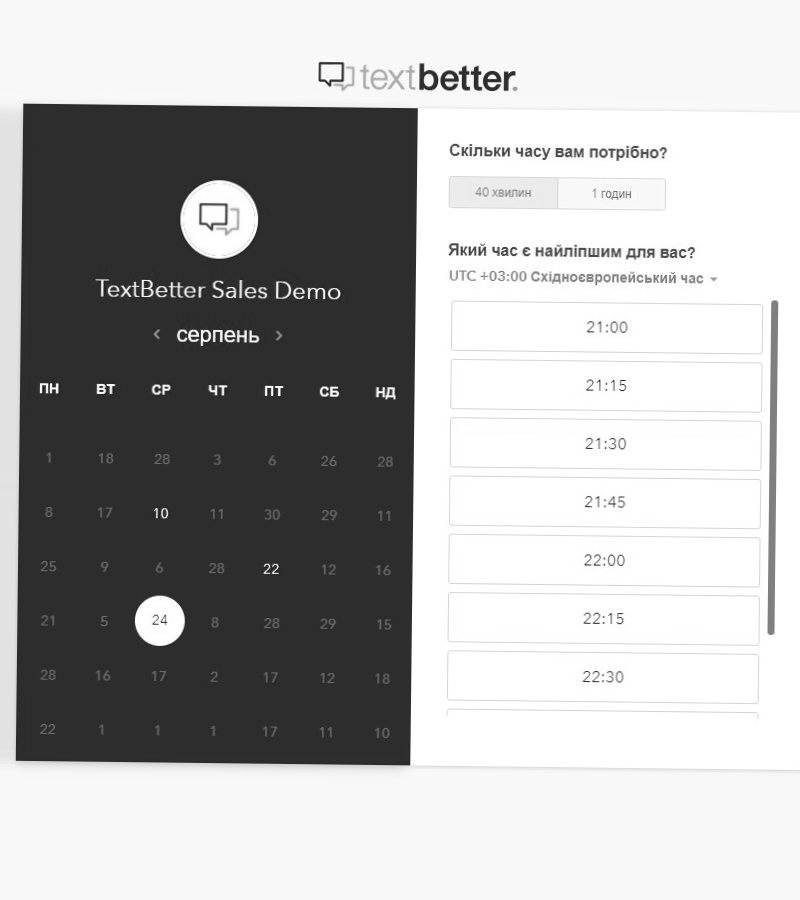 textbetter.
TextBetter Sales Demo
‹ серпень ›
ПН ВТ СР ЧТ ПТ СБ НД
1 18 28 3 6 26 28
8 17 10 11 30 29 11
25 9 6 28 22 12 16
21 5 24 8 28 29 15
28 16 17 2 17 12 18
22 1 1 1 17 11 10
Скільки часу вам потрібно?
40 хвилин 1 годин
Який час є найліпшим для вас?
UTC +03:00 Східноєвропейський час
21:00
21:15
21:30
21:45
22:00
22:15
22:30